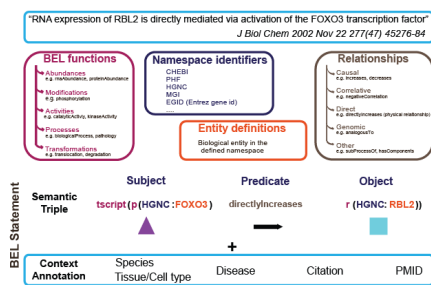 “RNA expression of RBL2 is directly mediated via activation of the FOXO3 transcription factor”
J Biol Chem 2002 Nov 22 277(47) 45276-84
BEL functions
Abundances
e.g. rnaAbundance, proteinAbundance
Modifications
e.g. phosphorylation
Activities
e.g. catalyticActivity, kinaseActivity
Processes
e.g. biologicalProcess, pathology
Transformations
e.g. translocation, degradation
Namespace identifiers
CHEBI
PHF
HGNC
MGI
EGID (Entrez gene id)
....
Entity definitions
Biological entity in
the defined namespace
Relationships
Causal
e.g. increases, decreases
Correlative
e.g. negativeCorrelation
Direct
e.g. directlyIncreases (physical relationship)
Genomic
e.g. analogousTo
Other
e.g. subProcessOf, hasComponents
BEL Statement
Subject
Predicate
Object
Semantic
Triple
tscript(p(HGNC:FOXO3)
directlyIncreases
r(HGNC:RBL2))
+
Context
Annotation
Species
Tissue/Cell type
Disease
Citation
PMID